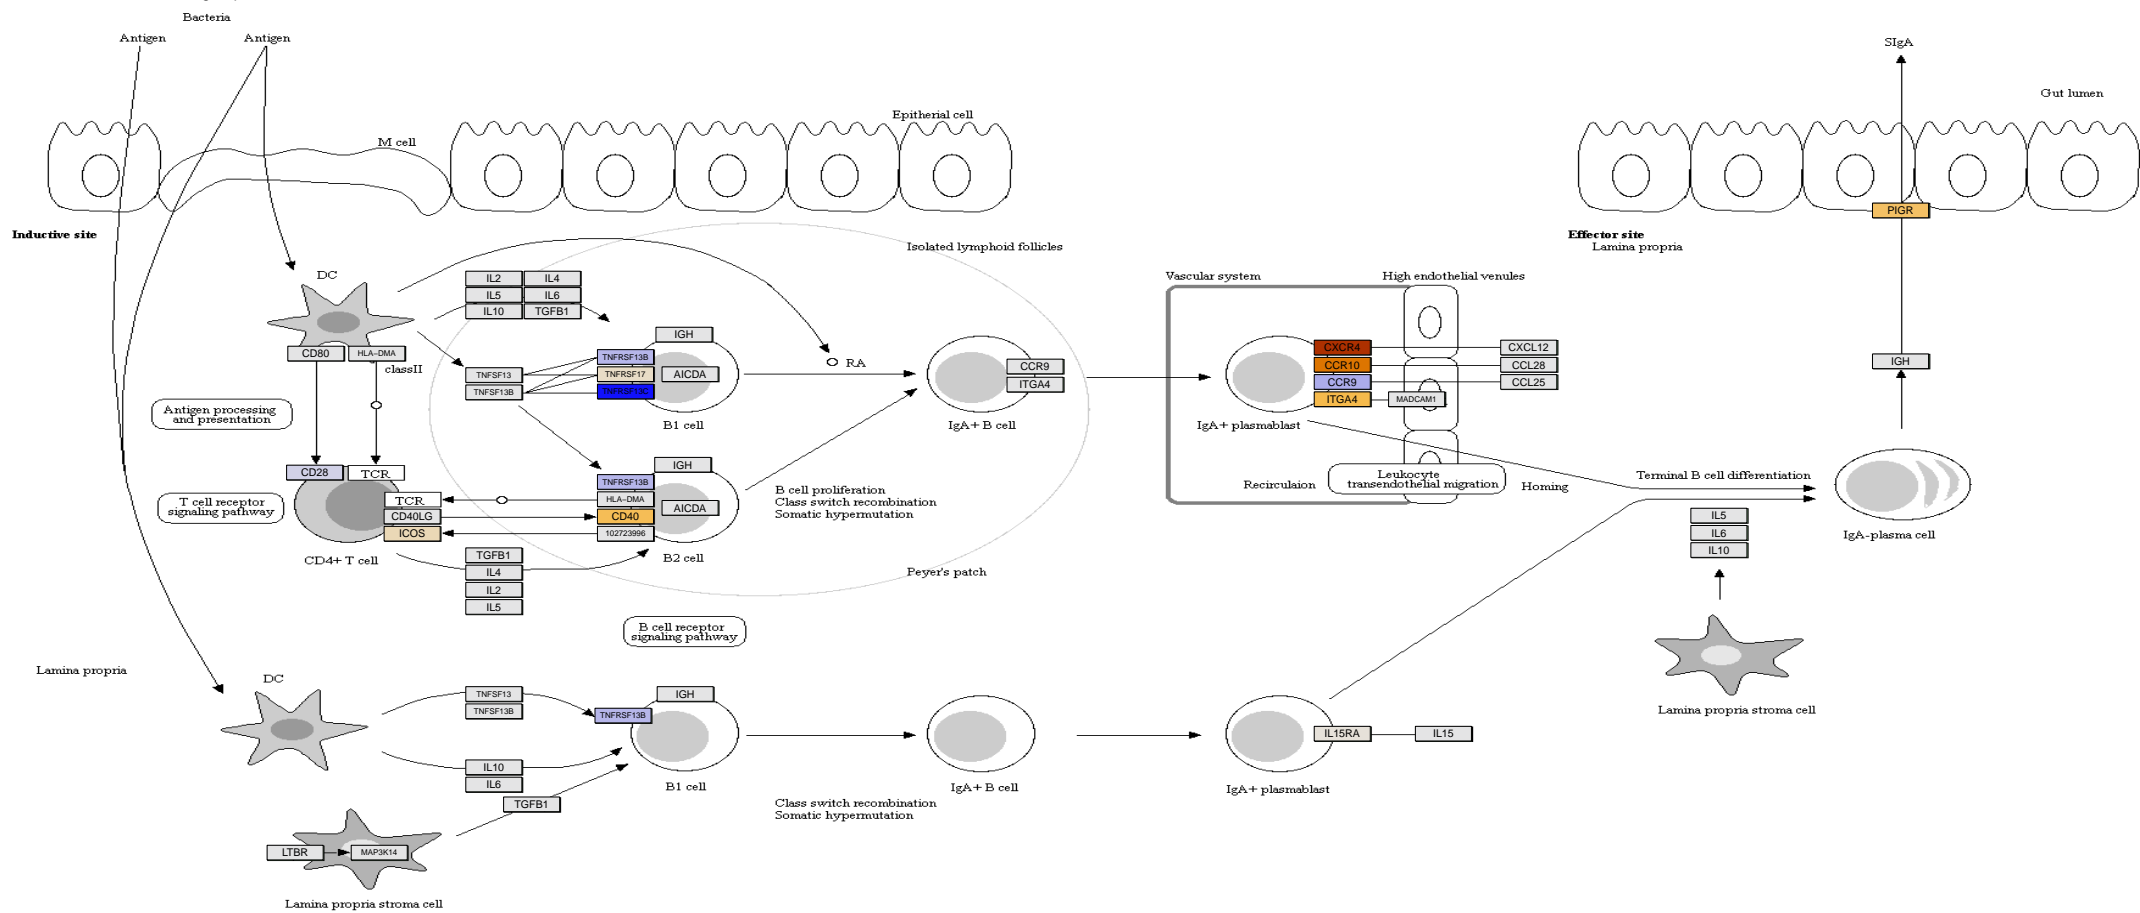 Bacteria
Antigen
Antigen
SIgA
Gut lumen
Epitherial cell
M cell
Inductive site
PIGR
Effector site
Lamina propria
Isolated lymphoid follicles
DC
Vascular system
High endothelial venules
IL2
IL4
IL5
IL6
IL10
TGFB1
IGH
CD80
HLA-DMA
classII
TNFRSF13B
TNFSF13
TNFRSF17
AICDA
TNFSF13B
TNFRSF13C
B1 cell
RA
CCR9
ITGA4
IgA+ B cell
CXCR4
CXCL12
CCR10
CCL28
CCR9
CCL25
ITGA4
MADCAM1
IgA+ plasmablast
IGH
Antigen processing
and presentation
CD28
TCR
TCR
CD40LG
ICOS
T cell receptor
signaling pathway
CD4+ T cell
IGH
TNFRSF13B
HLA-DMA
AICDA
CD40
102723996
B2 cell
B cell proliferation
Class switch recombination
Somatic hypermutation
TGFB1
IL4
IL2
IL5
Peyer's patch
Recirculaion
Leukocyte
transendothelial migration
Homing
Terminal B cell differentiation
IL5
IL6
IL10
IgA-plasma cell
Lamina propria stroma cell
B cell receptor
signaling pathway
Lamina propria
DC
TNFSF13
TNFSF13B
IGH
TNFRSF13B
IL10
IL6
TGFB1
B1 cell
IgA+ B cell
IL15RA
IL15
IgA+ plasmablast
Class switch recombination
Somatic hypermutation
LTBR
MAP3K14
Lamina propria stroma cell